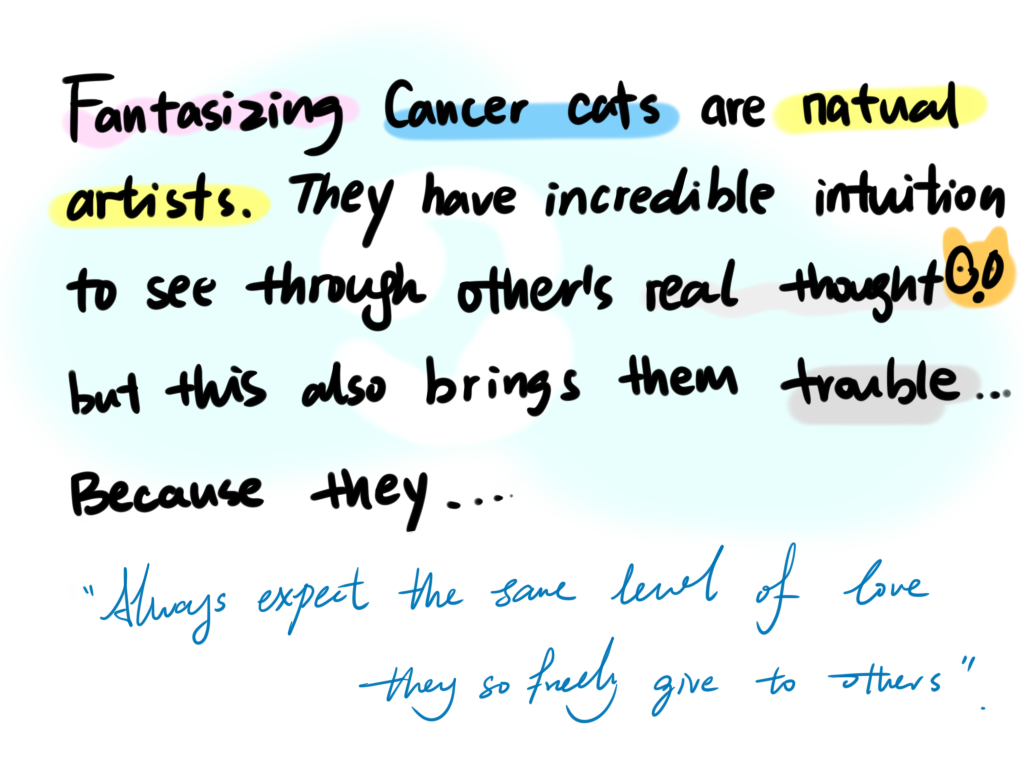 Fantasizing Cancer cats are natual
artists. They have incredible intuition
to see through other's real thought
but this also brings them trouble...
Because they....
"Always expect the same level of love
they so freely give to others".